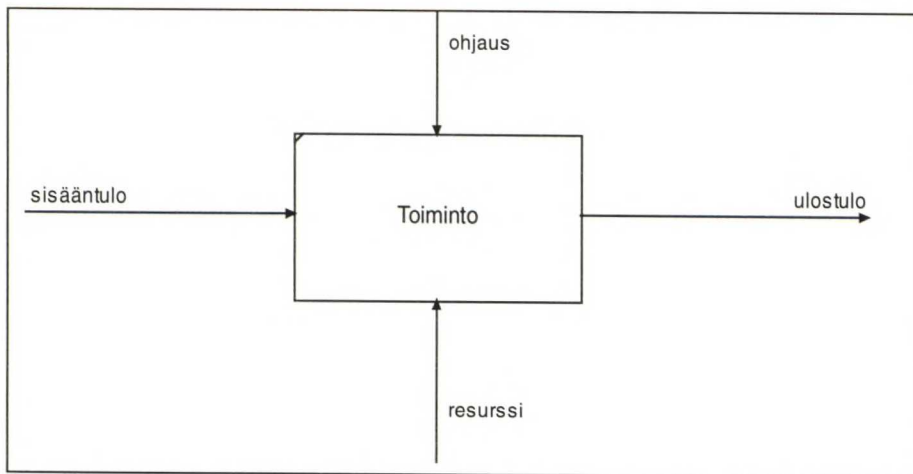 ohjaus
sisääntulo
Toiminto
ulostulo
resurssi